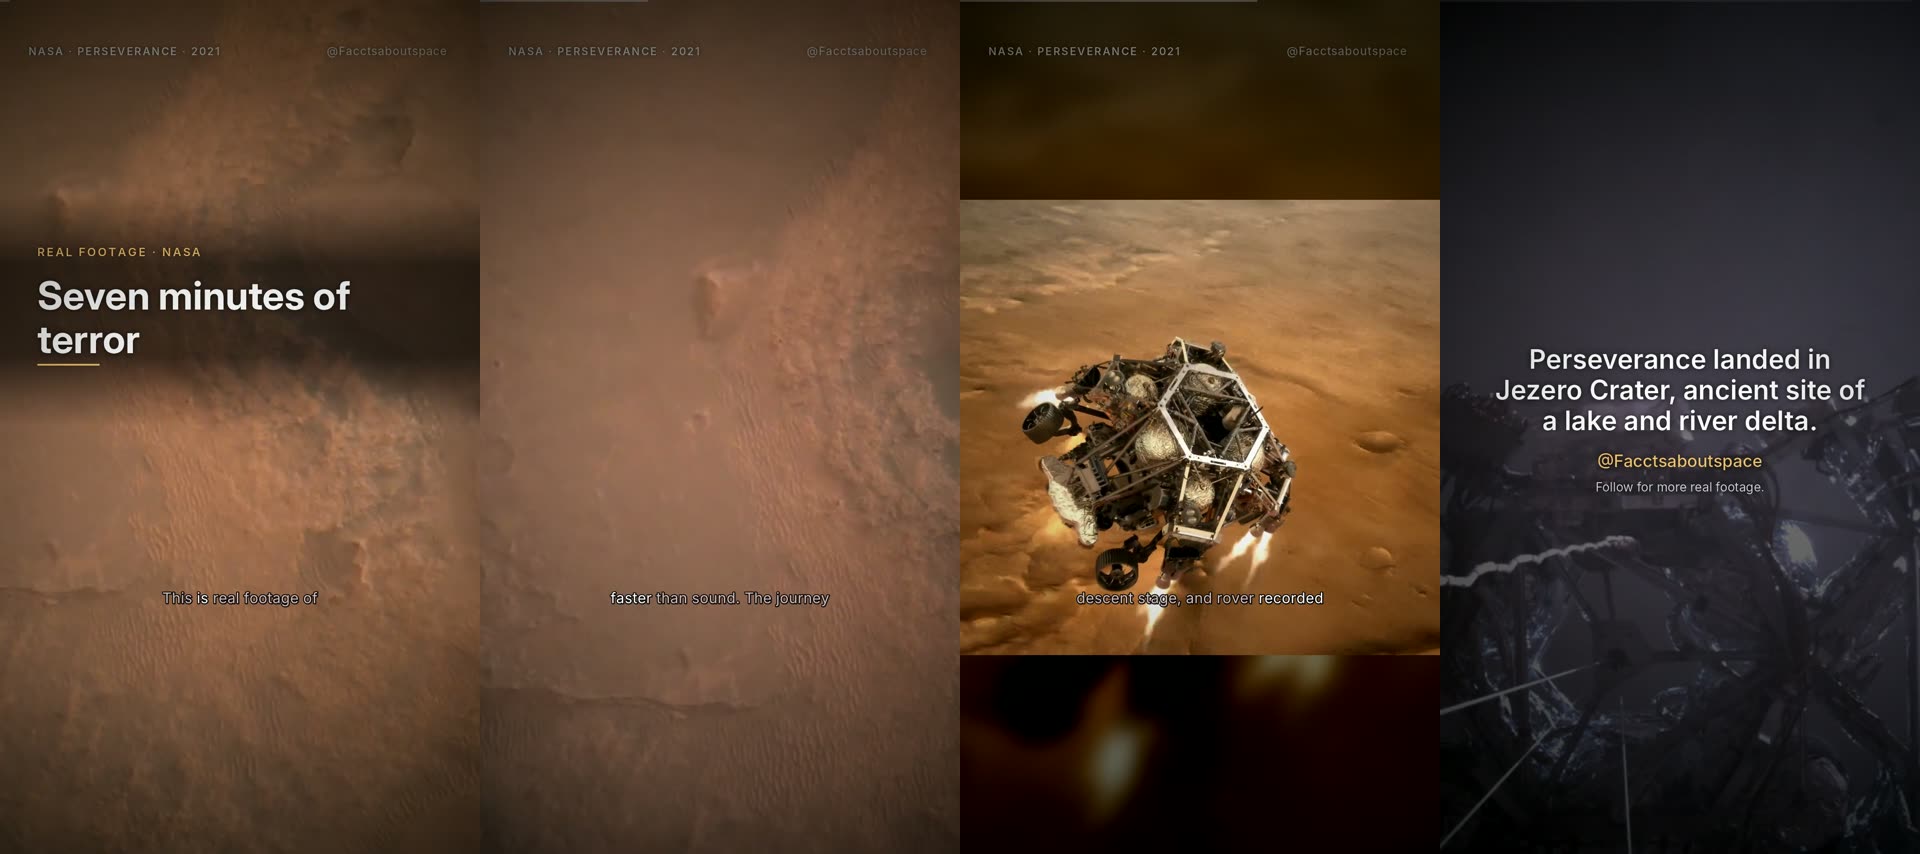 NASA · PERSEVERANCE · 2021
@Facctsaboutspace
REAL FOOTAGE · NASA
Seven minutes of
terror
This is real footage of
NASA · PERSEVERANCE · 2021
@Facctsaboutspace
faster than sound. The journey
NASA · PERSEVERANCE · 2021
@Facctsaboutspace
descent stage, and rover recorded
Perseverance landed in
Jezero Crater, ancient site of
a lake and river delta.
@Facctsaboutspace
Follow for more real footage.